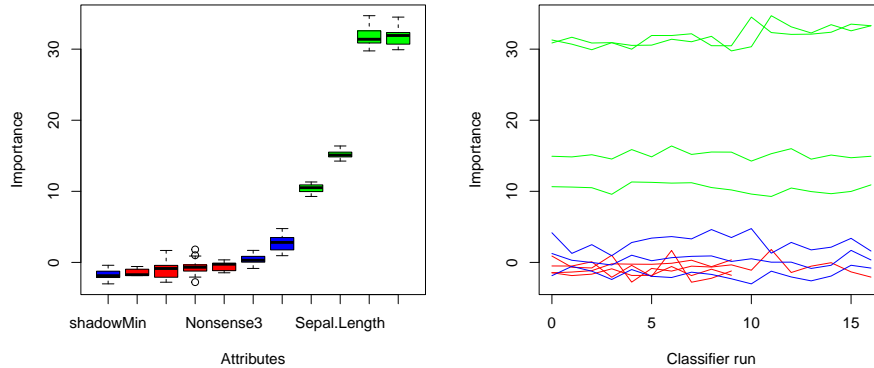 Importance
30
20
10
0
shadowMin
Nonsense3
Sepal.Length
Attributes
Importance
30
20
10
0
0
5
10
15
Classifier run